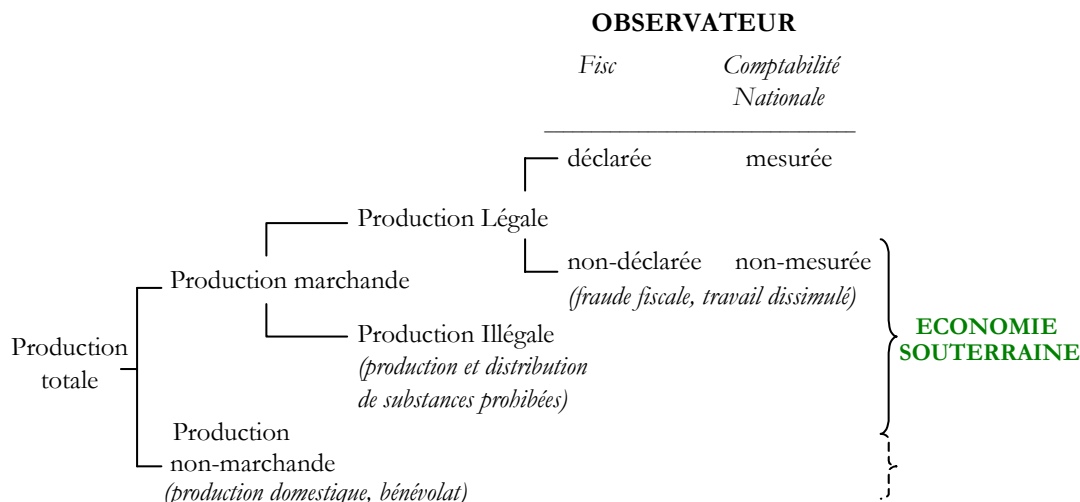 OBSERVATEUR
Fisc Comptabilité
Nationale
déclarée mesurée
Production Légale
non-déclarée non-mesurée
(fraude fiscale, travail dissimulé)
Production marchande
ECONOMIE
SOUTERRAINE
Production Illégale
(production et distribution
de substances prohibées)
Production
totale
Production
non-marchande
(production domestique, bénévolat)